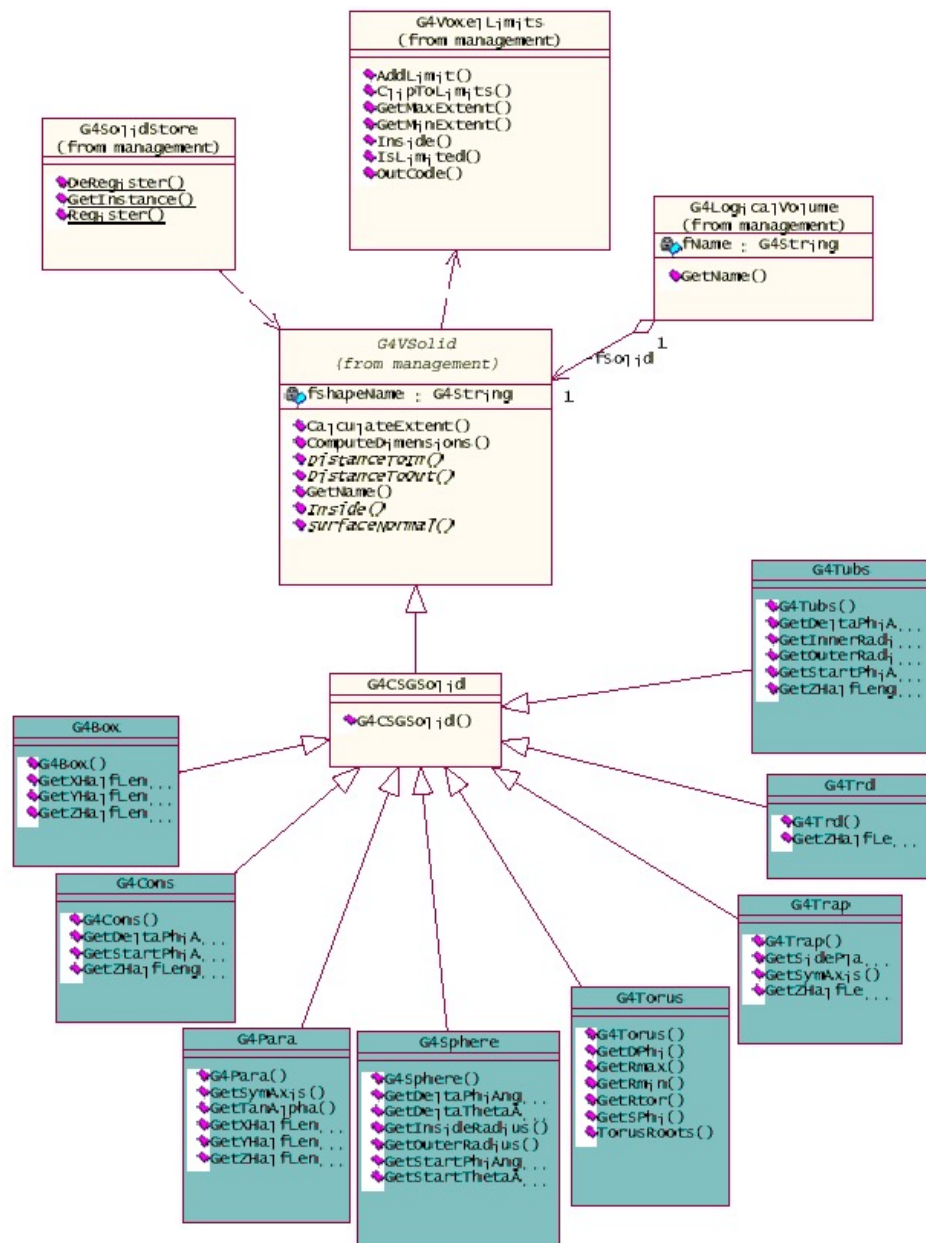 G4VoxelLimits
(from management)
AddLimit()
ClipToLimits()
GetMaxExtent()
GetMinExtent()
Inside()
IsLimited()
OutCode()
G4SolidStore
(from management)
DeRegister()
GetInstance()
Register()
G4LogicalVolume
(from management)
fName : G4String
GetName()
G4VSolid
(from management)
fshapeName : G4String
CalculateExtent()
ComputeDimensions()
DistanceToIn()
DistanceToOut()
GetName()
Inside()
SurfaceNormal()
1
-fSolid
1
G4Tubs
G4Tubs()
GetDeltaPhiA...
GetInnerRadi...
GetOuterRadi...
GetStartPhiA...
GetZHalfLeng...
G4CSGSolid
G4CSGSolid()
G4Box
G4Box()
GetXHalfLen...
GetYHalfLen...
GetZHalfLen...
G4Trd
G4Trd()
GetZHalfLe...
G4Cons
G4Cons()
GetDeltaPhiA...
GetStartPhiA...
GetZHalfLeng...
G4Trap
G4Trap()
GetSidePla...
GetSymAxis()
GetZHalfLe...
G4Para
G4Para()
GetSymAxis()
GetTanAlpha()
GetXHalfLen...
GetYHalfLen...
GetZHalfLen...
G4Sphere
G4Sphere()
GetDeltaPhiAng...
GetDeltaThetaA...
GetInsideRadius()
GetOuterRadius()
GetStartPhiAng...
GetStartThetaA...
G4Torus
G4Torus()
GetDPhi()
GetRmax()
GetRmin()
GetRtor()
GetSPhi()
TorusRoots()